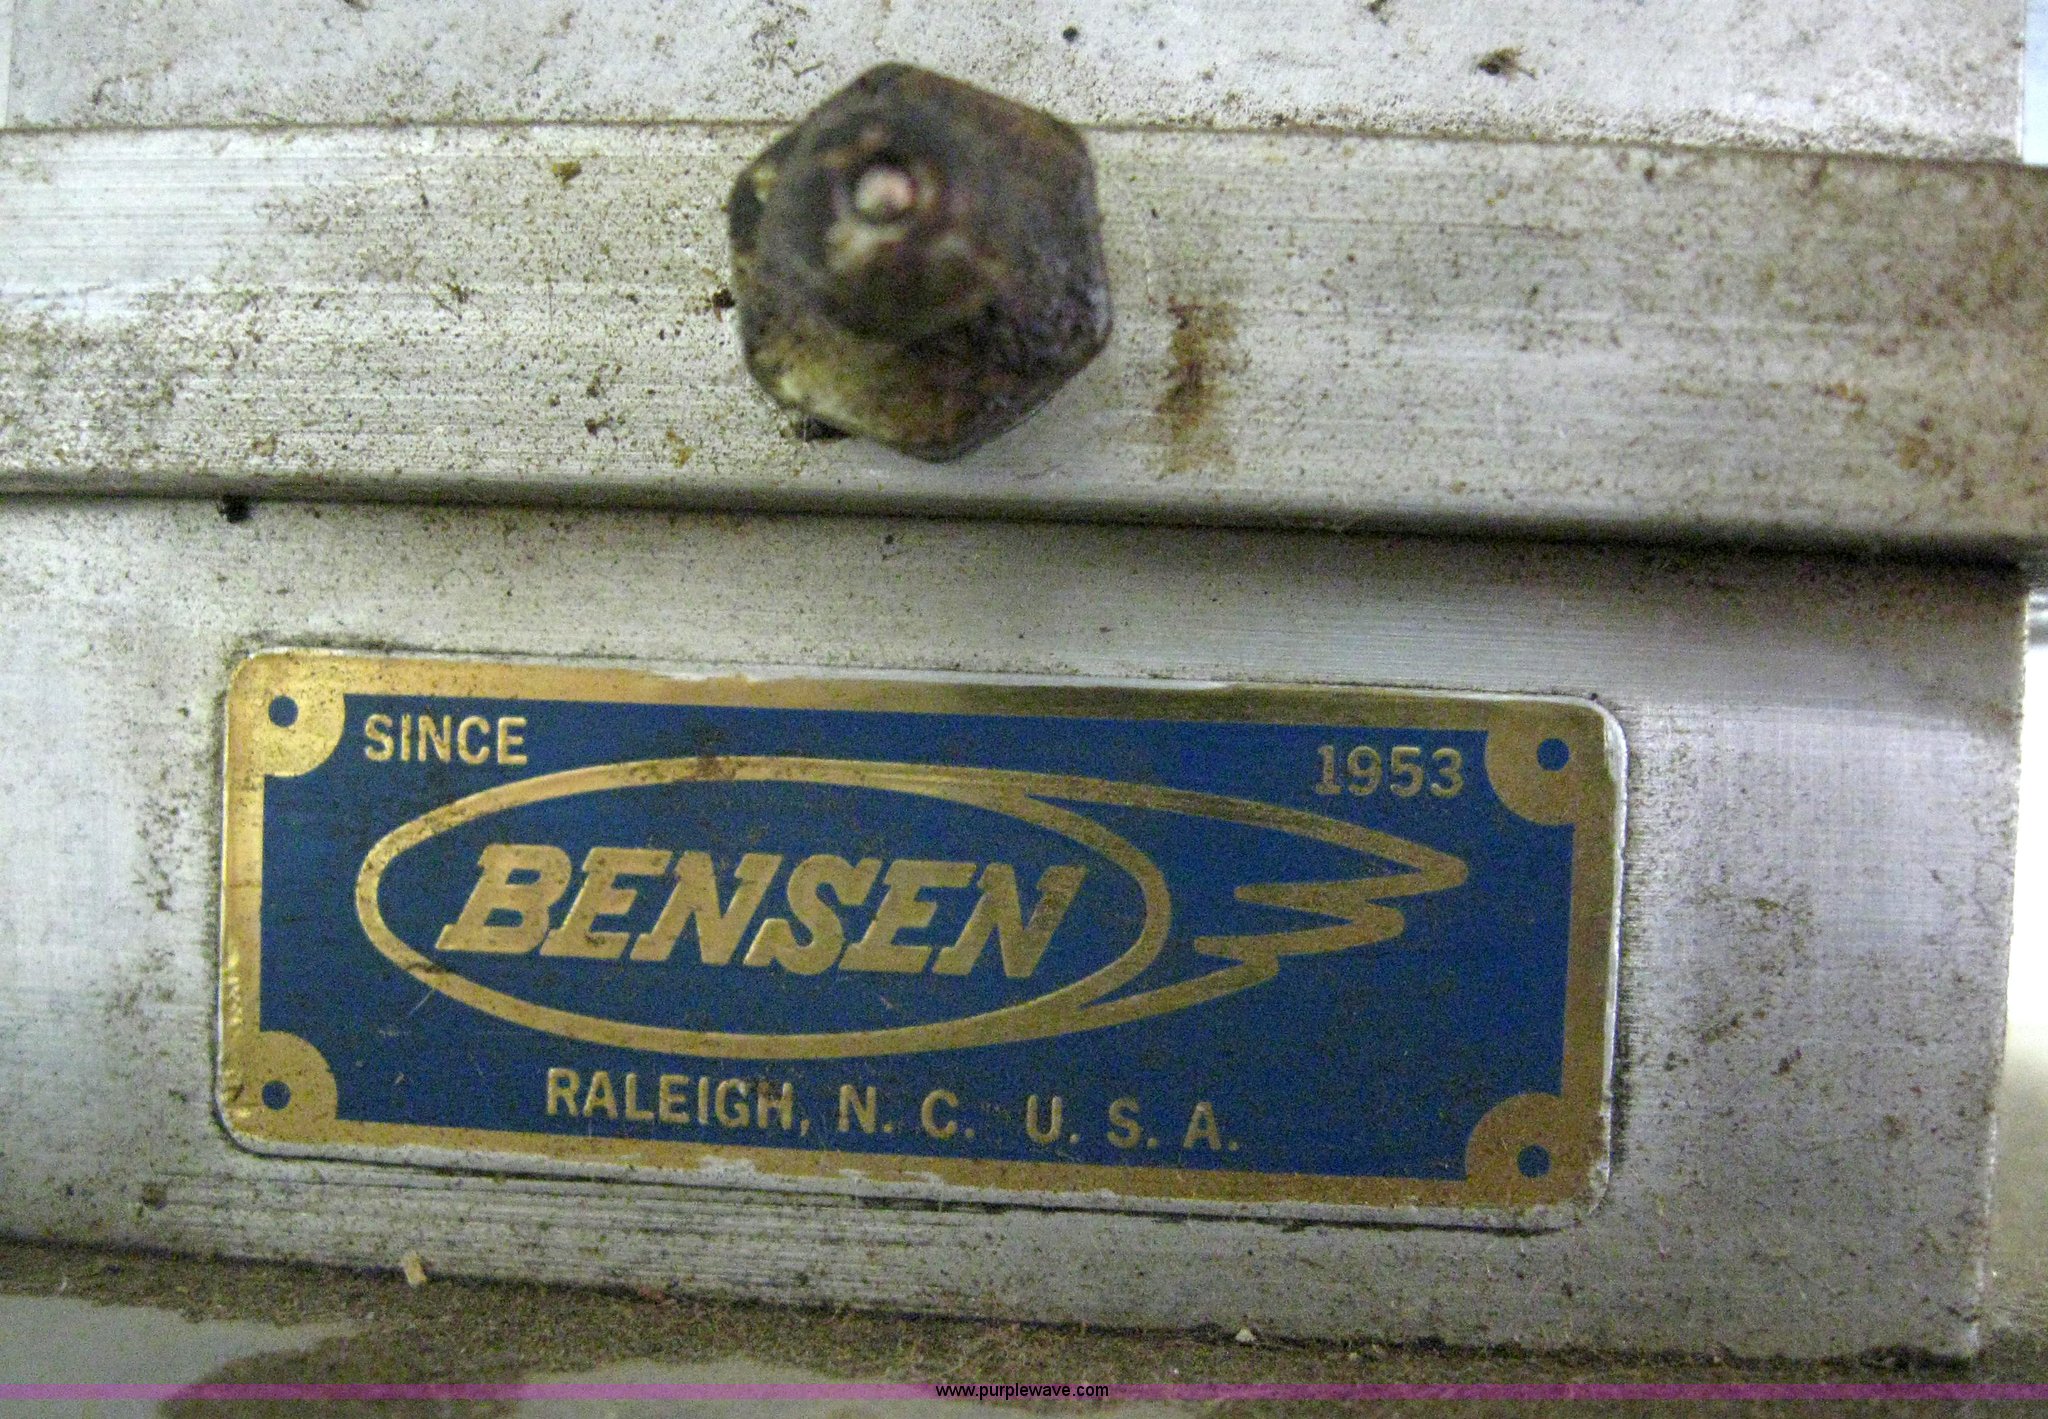 SINCE 1953
BENSEN
RALEIGH, N. C. U. S. A.
www.purplewave.com